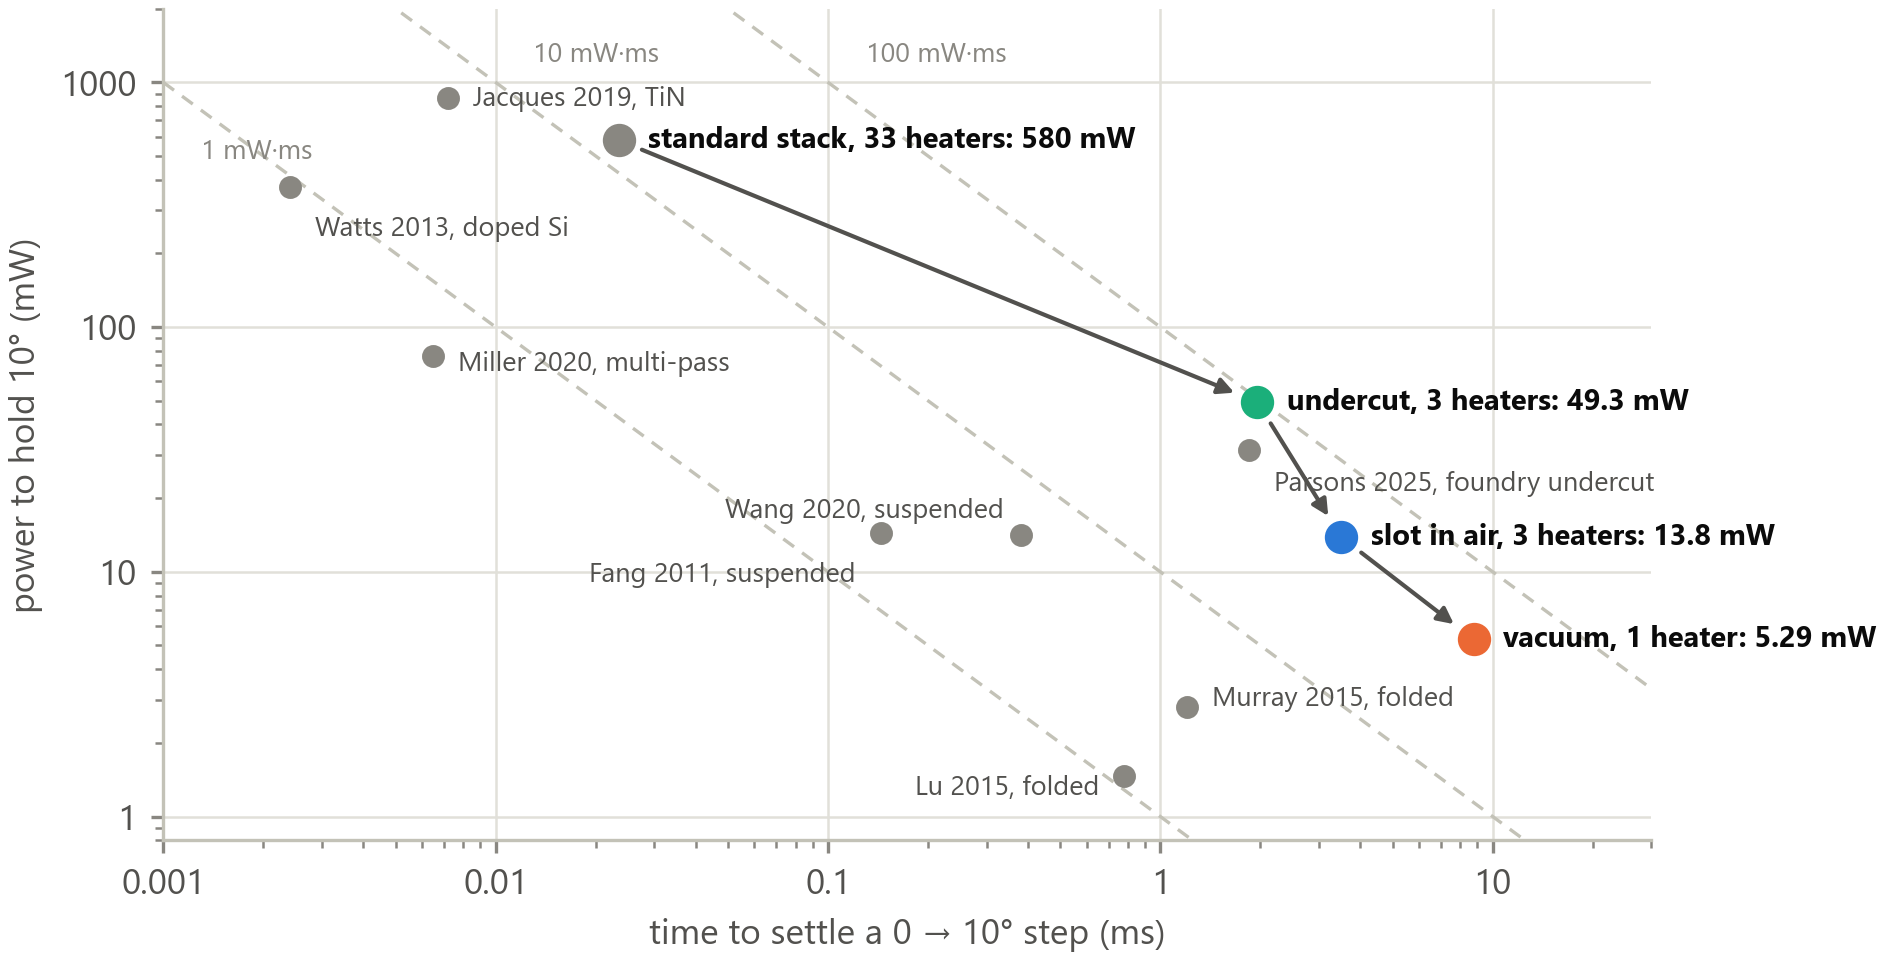 10 mW·ms
100 mW·ms
1000
Jacques 2019, TiN
standard stack, 33 heaters: 580 mW
1 mW·ms
Watts 2013, doped Si
100
Miller 2020, multi-pass
undercut, 3 heaters: 49.3 mW
Parsons 2025, foundry undercut
Wang 2020, suspended
slot in air, 3 heaters: 13.8 mW
10
Fang 2011, suspended
vacuum, 1 heater: 5.29 mW
Murray 2015, folded
Lu 2015, folded
1
power to hold 10° (mW)
0.001
0.01
0.1
1
10
time to settle a 0 → 10° step (ms)